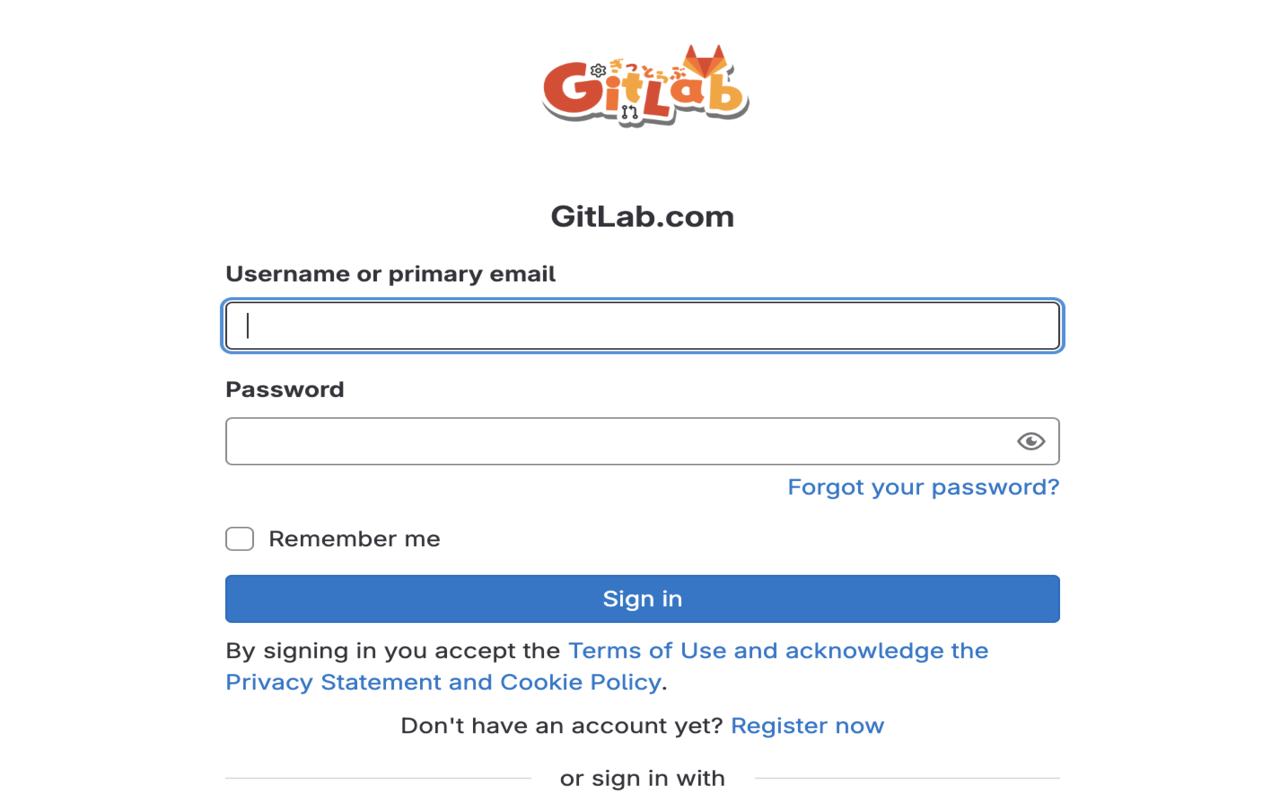 ぎっとらぶ
GitLab
GitLab.com
Username or primary email
Password
Forgot your password?
Remember me
Sign in
By signing in you accept the Terms of Use and acknowledge the
Privacy Statement and Cookie Policy.
Don't have an account yet? Register now
or sign in with